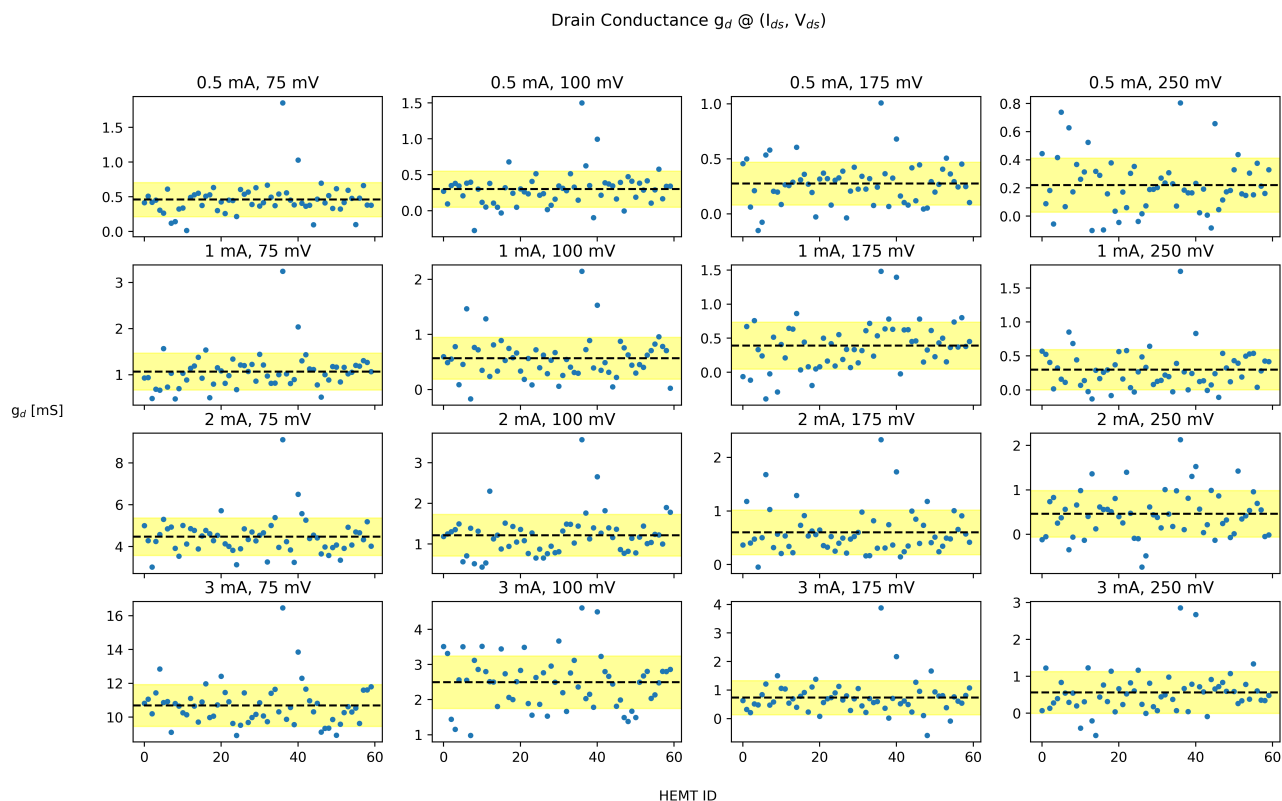 Drain Conductance g_d @ (I_ds, V_ds)
0.5 mA, 75 mV
0.5 mA, 100 mV
0.5 mA, 175 mV
0.5 mA, 250 mV
1.5
1.0
0.5
0.0
1.5
1.0
0.5
0.0
1.0
0.5
0.0
0.8
0.6
0.4
0.2
0.0
1 mA, 75 mV
1 mA, 100 mV
1 mA, 175 mV
1 mA, 250 mV
3
2
1
2
1
0
1.5
1.0
0.5
0.0
1.5
1.0
0.5
0.0
g_d [mS]
2 mA, 75 mV
2 mA, 100 mV
2 mA, 175 mV
2 mA, 250 mV
8
6
4
3
2
1
2
1
0
2
1
0
3 mA, 75 mV
3 mA, 100 mV
3 mA, 175 mV
3 mA, 250 mV
16
14
12
10
4
3
2
1
4
3
2
1
0
3
2
1
0
0 20 40 60
0 20 40 60
0 20 40 60
0 20 40 60
HEMT ID